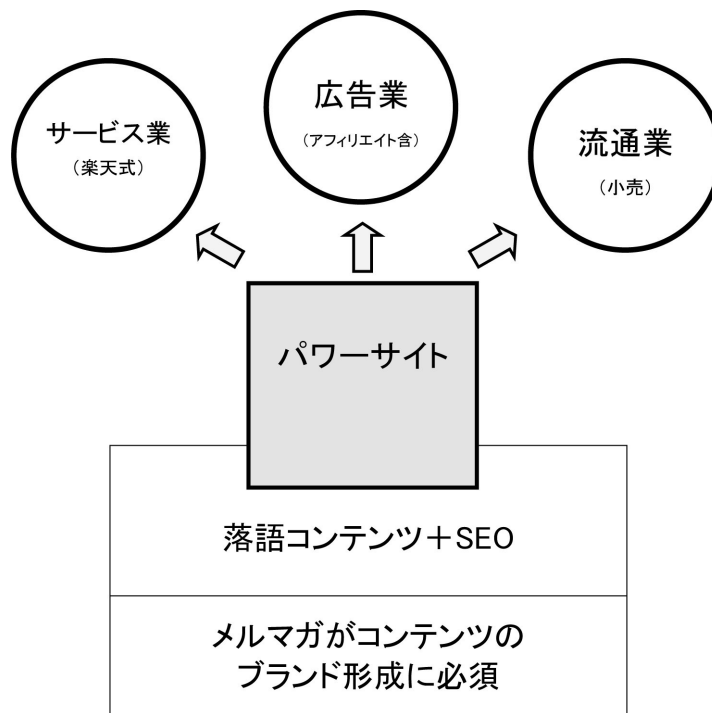 サービス業
(楽天式)
広告業
(アフィリエイト含)
流通業
(小売)
パワーサイト
落語コンテンツ＋SEO
メルマガがコンテンツの
ブランド形成に必須